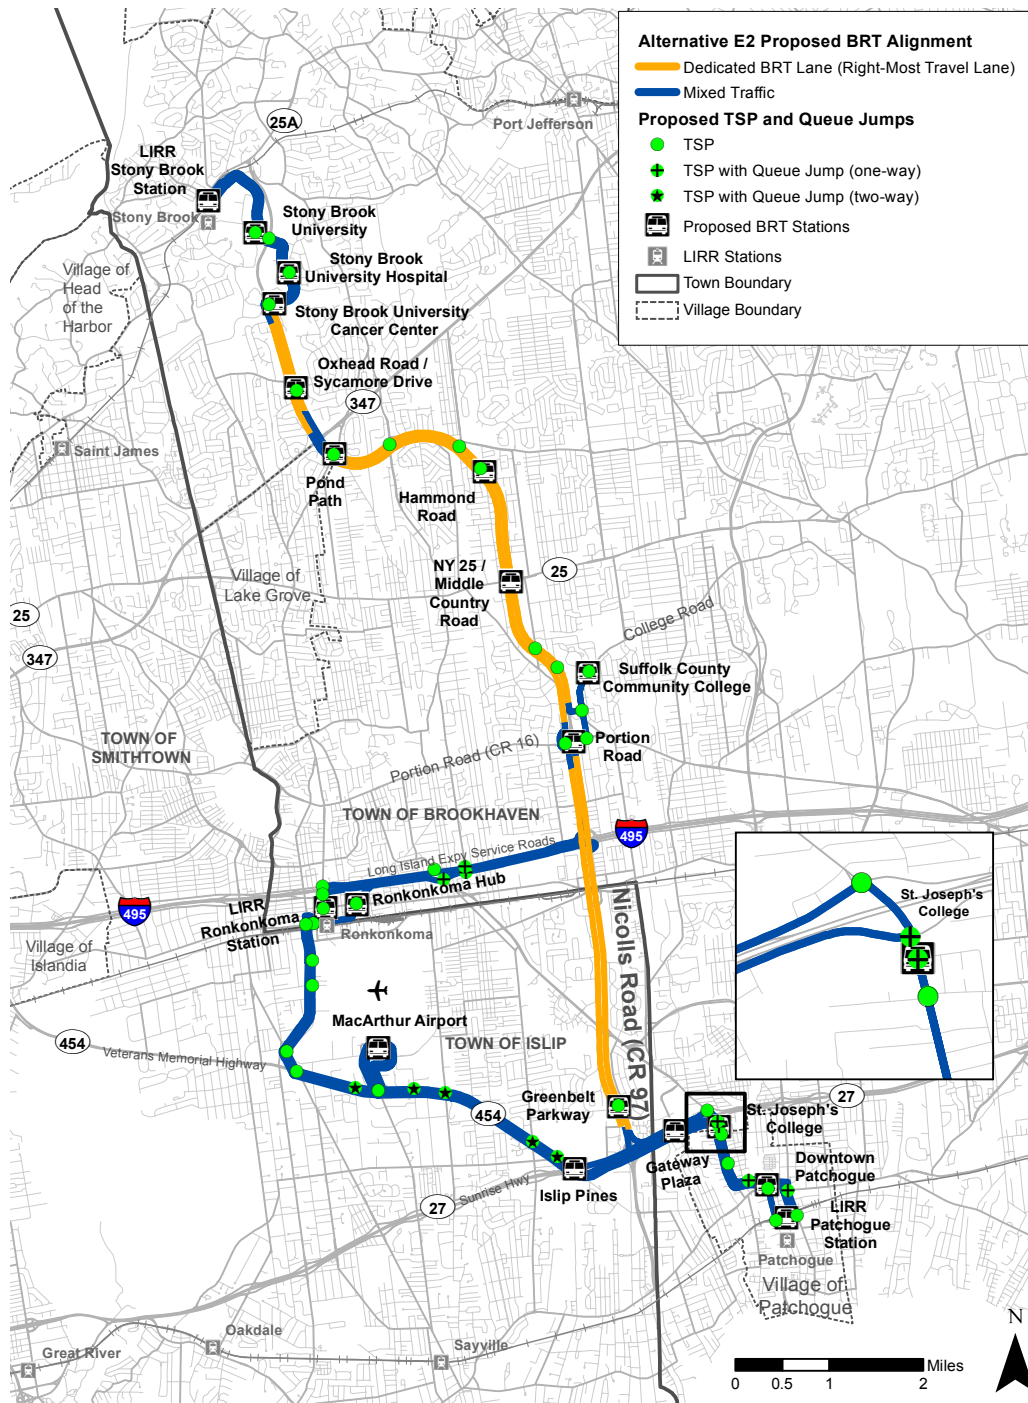 Alternative E2 Proposed BRT Alignment
Dedicated BRT Lane (Right-Most Travel Lane)
Mixed Traffic
Proposed TSP and Queue Jumps
TSP
TSP with Queue Jump (one-way)
TSP with Queue Jump (two-way)
Proposed BRT Stations
LIRR Stations
Town Boundary
Village Boundary
25A
Port Jefferson
LIRR
Stony Brook
Station
Stony Brook
Stony Brook
University
Stony Brook
University Hospital
Village of
Head
of the
Harbor
Stony Brook University
Cancer Center
Oxhead Road /
Sycamore Drive
347
Saint James
Pond
Path
Hammond
Road
NY 25 /
Middle
Country
Road
25
Village of
Lake Grove
25
347
College Road
Suffolk County
Community College
TOWN OF
SMITHTOWN
Portion Road (CR 16)
Portion
Road
TOWN OF BROOKHAVEN
495
Long Island Expy Service Roads
Ronkonkoma Hub
LIRR
Ronkonkoma
Station
Ronkonkoma
495
Village of
Islandia
Nicolls Road (CR 97)
St. Joseph's
College
MacArthur Airport
TOWN OF ISLIP
454
Veterans Memorial Highway
Greenbelt
Parkway
454
27
St. Joseph's
College
Gateway
Plaza
Downtown
Patchogue
Islip Pines
Sunrise Hwy
27
LIRR
Patchogue
Station
Patchogue
Village of
Patchogue
Oakdale
Great River
Sayville
N
Miles
0 0.5 1 2